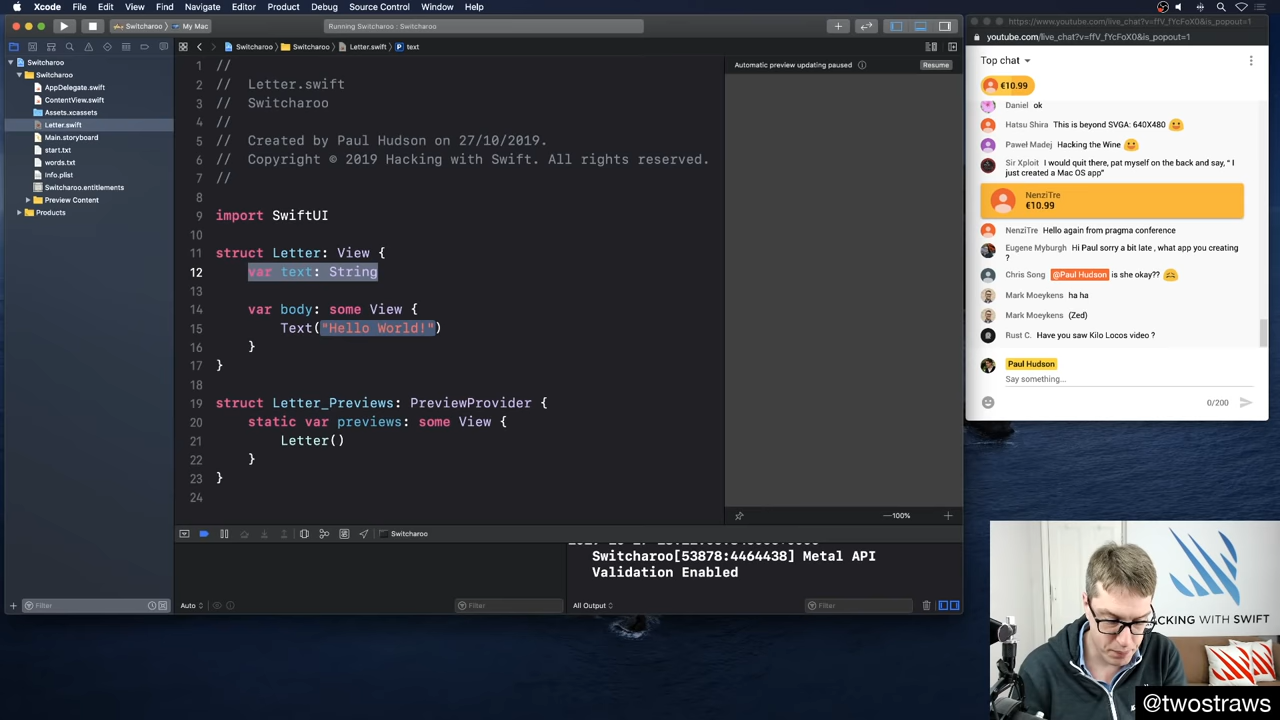 Xcode File Edit View Find Navigate Editor Product Debug Source Control Window Help
Switcharoo My Mac
Running Switcharoo : Switcharoo
Switcharoo Switcharoo Letter.swift P text
Switcharoo
Switcharoo
AppDelegate.swift
ContentView.swift
Assets.xcassets
Letter.swift
Main.storyboard
start.txt
words.txt
Info.plist
Switcharoo.entitlements
Preview Content
Products
Filter
1 //
2 // Letter.swift
3 // Switcharoo
4 //
5 // Created by Paul Hudson on 27/10/2019.
6 // Copyright © 2019 Hacking with Swift. All rights reserved.
7 //
8
9 import SwiftUI
10
11 struct Letter: View {
12 var text: String
13
14 var body: some View {
15 Text("Hello World!")
16 }
17 }
18
19 struct Letter_Previews: PreviewProvider {
20 static var previews: some View {
21 Letter()
22 }
23 }
24
Automatic preview updating paused
Resume
100%
Switcharoo
Switcharoo[53878:4464438] Metal API
Validation Enabled
Auto
Filter
All Output
Filter
https://www.youtube.com/live_chat?v=ffV_fYcFoX0&is_popout=1
youtube.com/live_chat?v=ffV_fYcFoX0&is_popout=1
Top chat
€10.99
Daniel ok
Hatsu Shira This is beyond SVGA: 640X480
Paweł Madej Hacking the Wine
Sir Xploit I would quit there, pat myself on the back and say, “ I
just created a Mac OS app”
NenziTre
€10.99
NenziTre Hello again from pragma conference
Eugene Myburgh Hi Paul sorry a bit late , what app you creating
?
Chris Song @Paul Hudson is she okay??
Mark Moeykens ha ha
Mark Moeykens (Zed)
Rust C. Have you saw Kilo Locos video ?
Paul Hudson
Say something...
0/200
HACKING WITH SWIFT
@twostraws